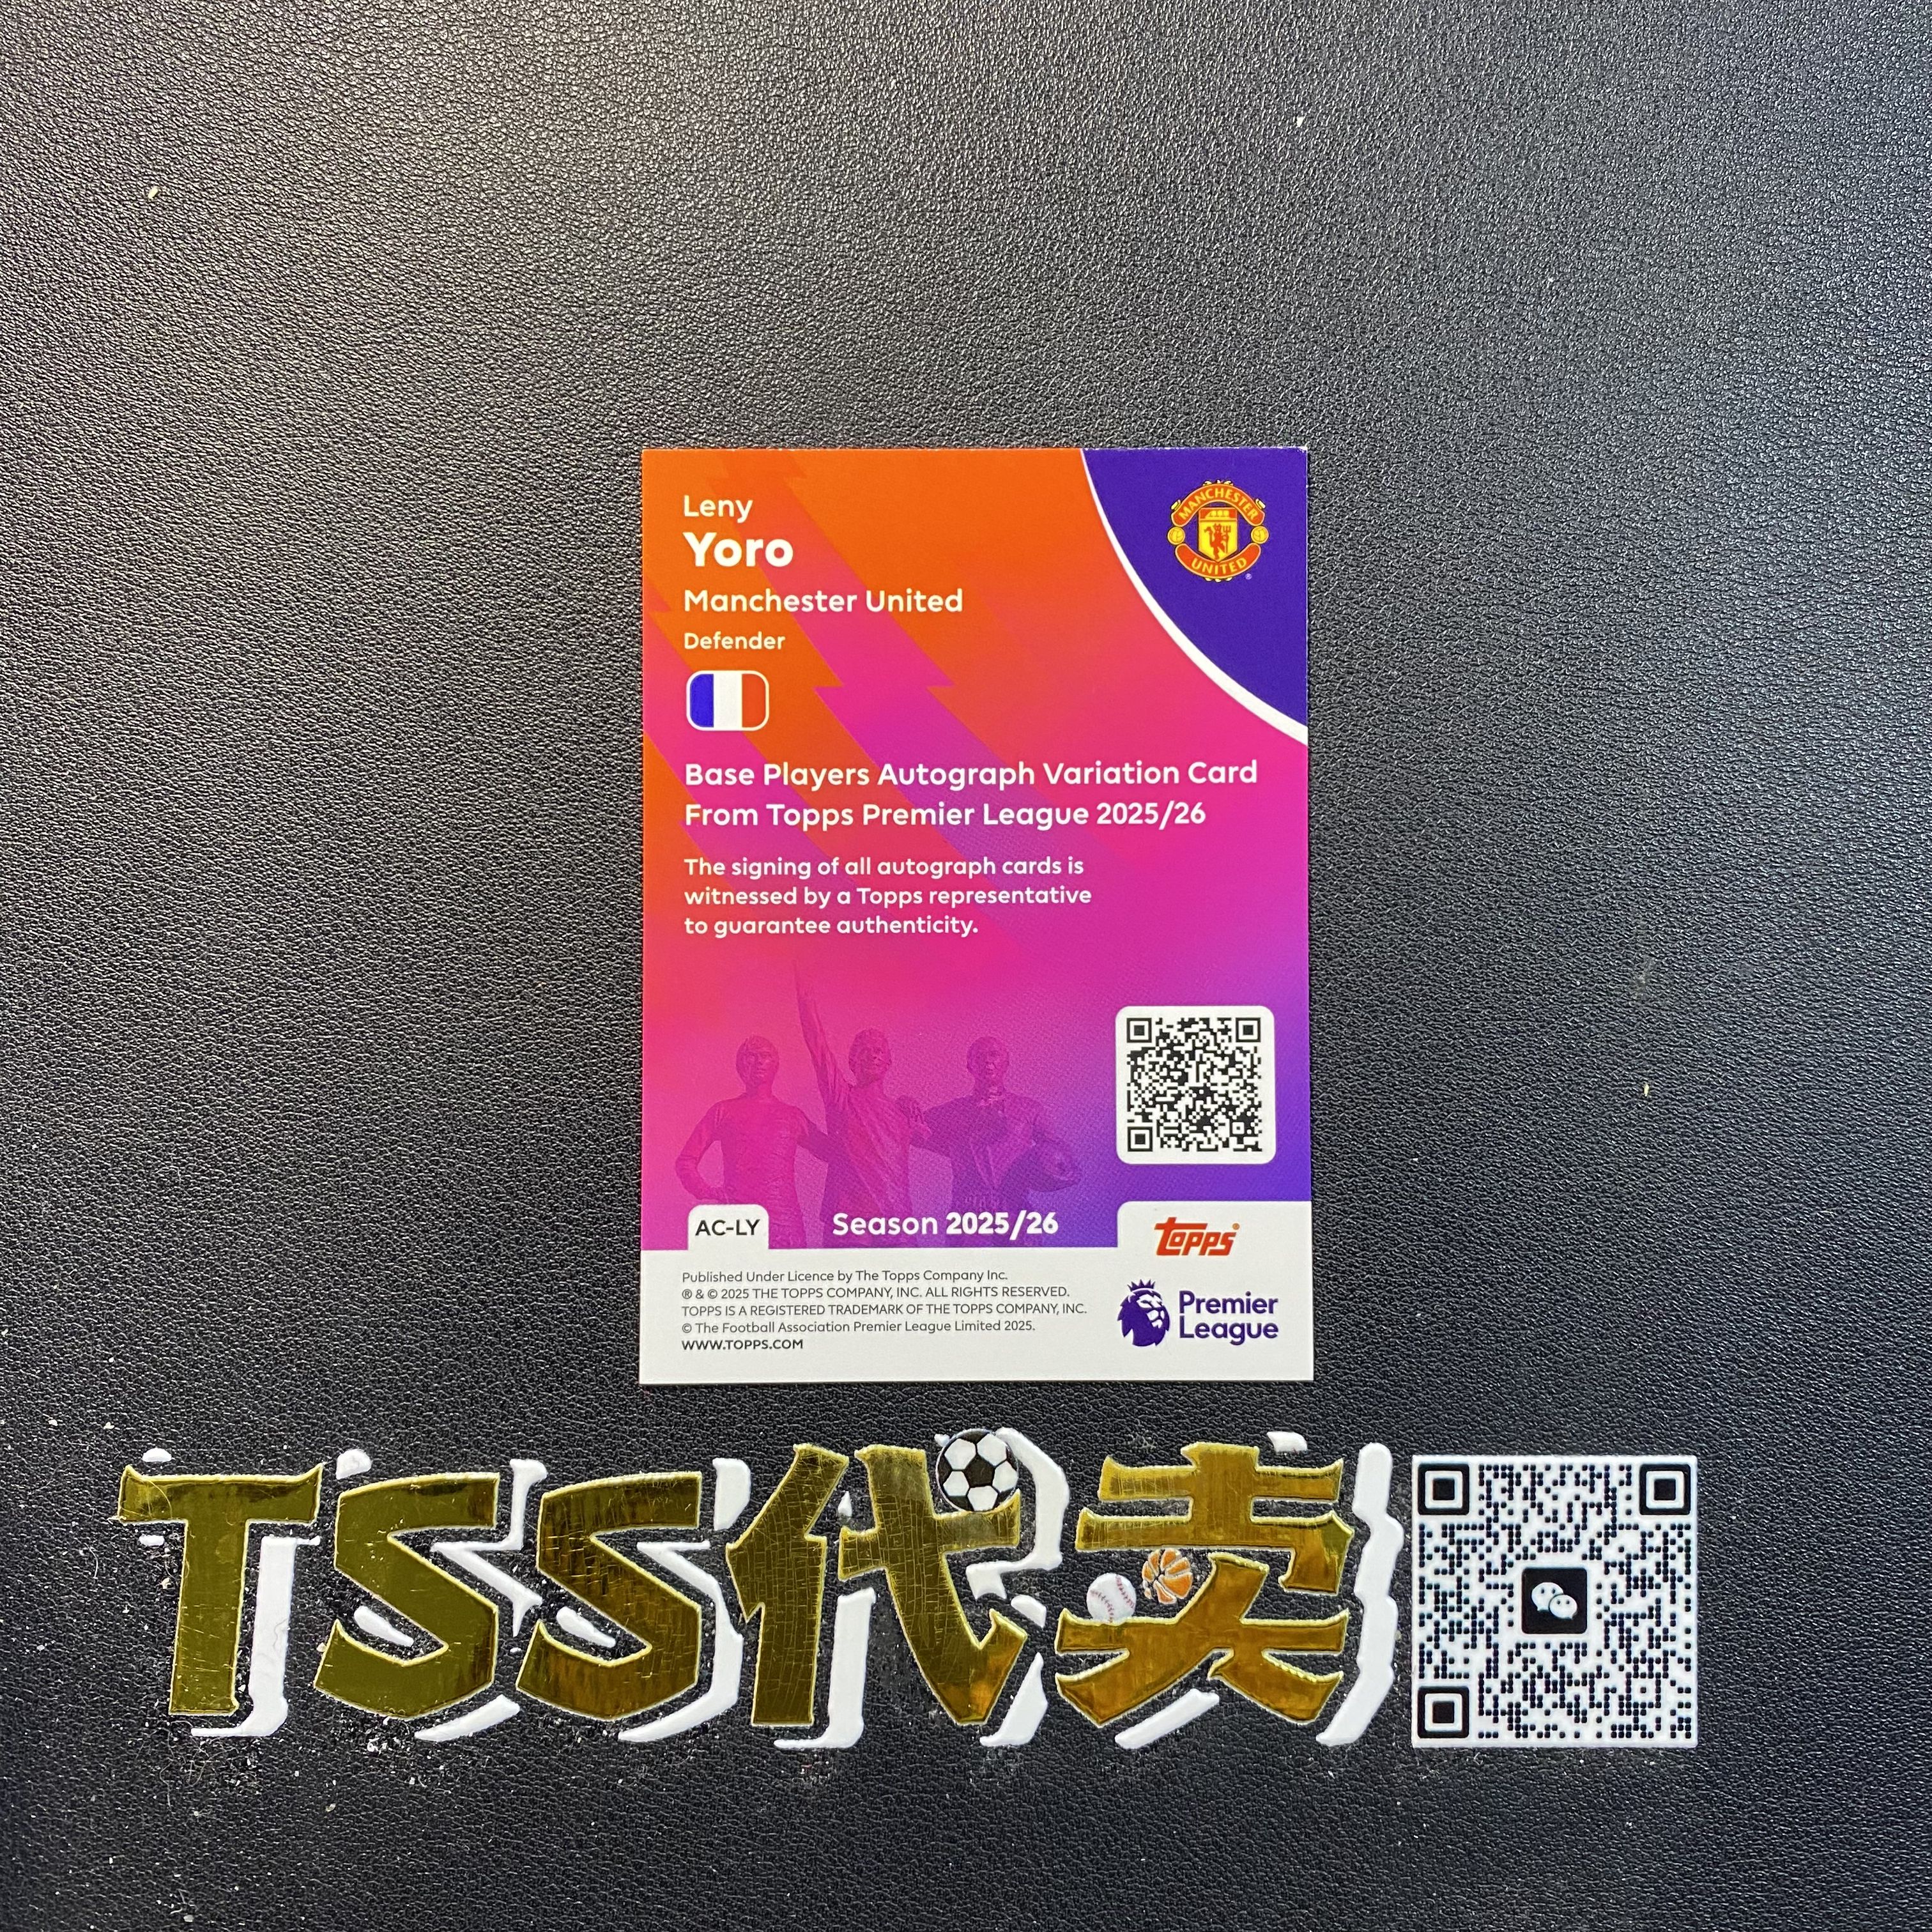 Leny
Yoro
Manchester United
Defender
MANCHESTER
UNITED
Base Players Autograph Variation Card
From Topps Premier League 2025/26
The signing of all autograph cards is
witnessed by a Topps representative
to guarantee authenticity.
AC-LY
Season 2025/26
Topps
Published Under Licence by The Topps Company Inc.
® & © 2025 THE TOPPS COMPANY, INC. ALL RIGHTS RESERVED.
TOPPS IS A REGISTERED TRADEMARK OF THE TOPPS COMPANY, INC.
© The Football Association Premier League Limited 2025.
WWW.TOPPS.COM
Premier
League
TSS代卖